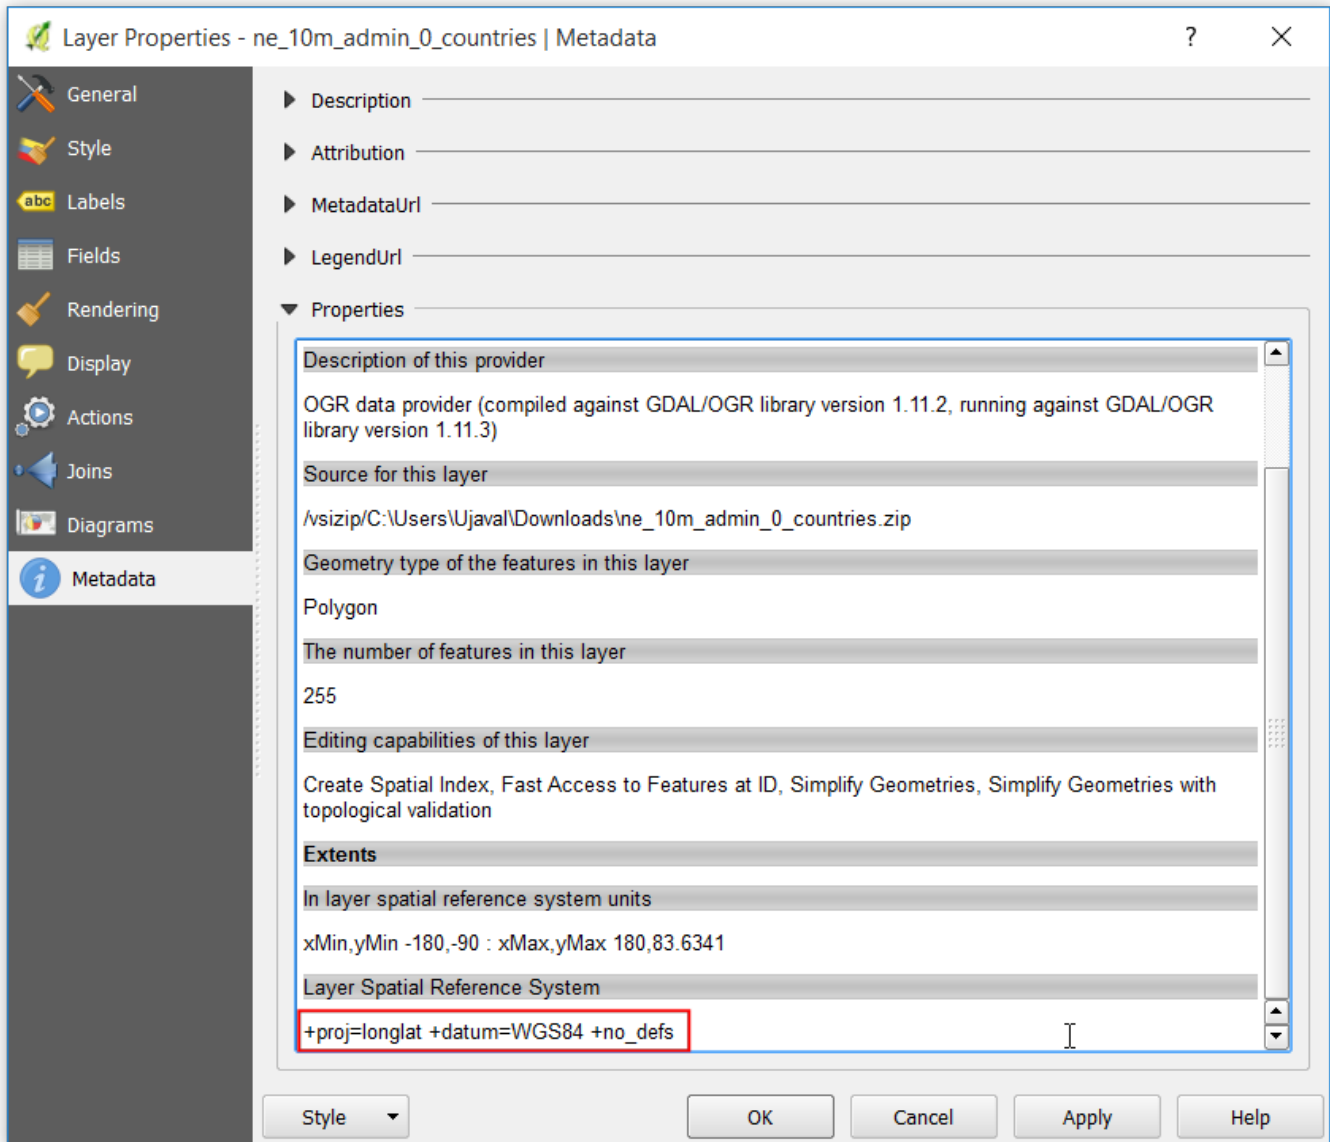 Layer Properties - ne_10m_admin_0_countries | Metadata
?
General
Style
abc Labels
Fields
Rendering
Display
Actions
Joins
Diagrams
Metadata
Description
Attribution
MetadataUrl
LegendUrl
Properties
Description of this provider
OGR data provider (compiled against GDAL/OGR library version 1.11.2, running against GDAL/OGR
library version 1.11.3)
Source for this layer
/vsizip/C:\Users\Ujaval\Downloads\ne_10m_admin_0_countries.zip
Geometry type of the features in this layer
Polygon
The number of features in this layer
255
Editing capabilities of this layer
Create Spatial Index, Fast Access to Features at ID, Simplify Geometries, Simplify Geometries with
topological validation
Extents
In layer spatial reference system units
xMin,yMin -180,-90 : xMax,yMax 180,83.6341
Layer Spatial Reference System
+proj=longlat +datum=WGS84 +no_defs
Style
OK
Cancel
Apply
Help